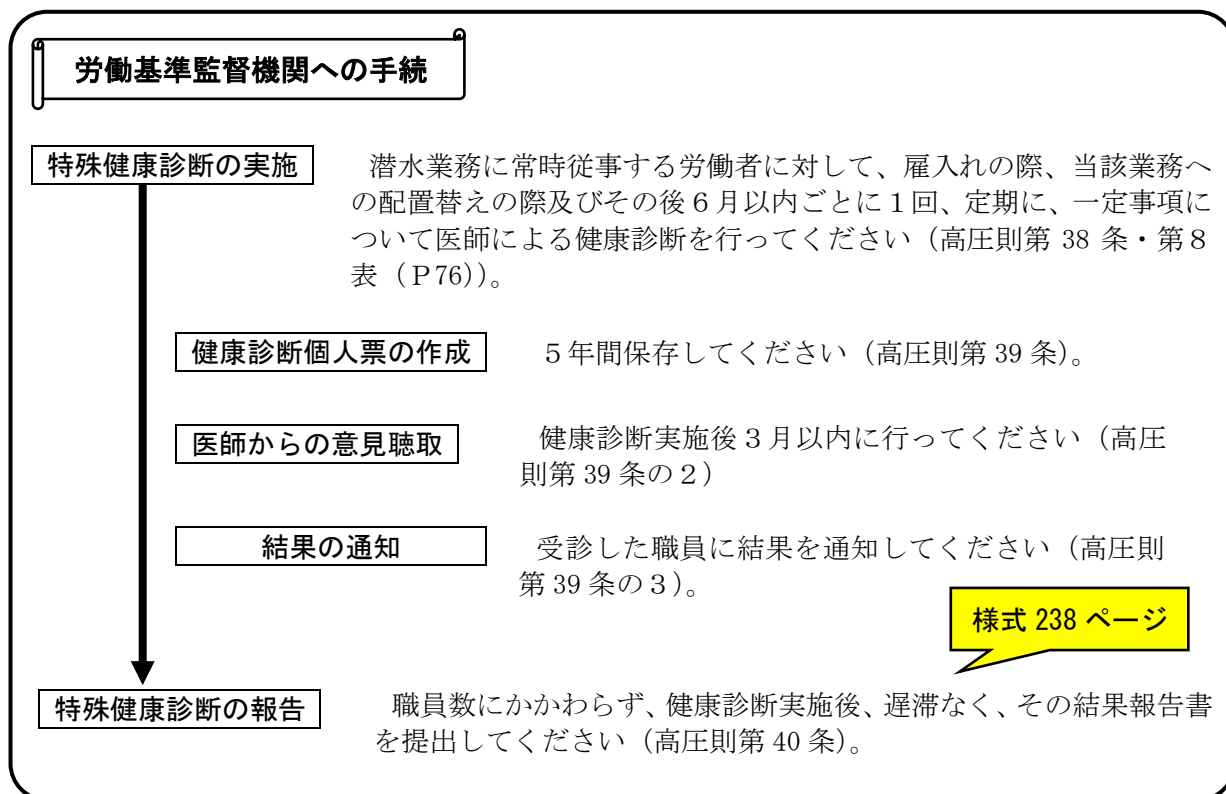 労働基準監督機関への手続
特殊健康診断の実施
潜水業務に常時従事する労働者に対して、雇入れの際、当該業務へ
の配置替えの際及びその後６月以内ごとに１回、定期に、一定事項に
ついて医師による健康診断を行ってください（高圧則第 38 条・第８
表（Ｐ76））。
健康診断個人票の作成
５年間保存してください（高圧則第 39 条）。
医師からの意見聴取
健康診断実施後３月以内に行ってください（高圧
則第 39 条の２）
結果の通知
受診した職員に結果を通知してください（高圧則
第 39 条の３）。
様式 238 ページ
特殊健康診断の報告
職員数にかかわらず、健康診断実施後、遅滞なく、その結果報告書
を提出してください（高圧則第 40 条）。